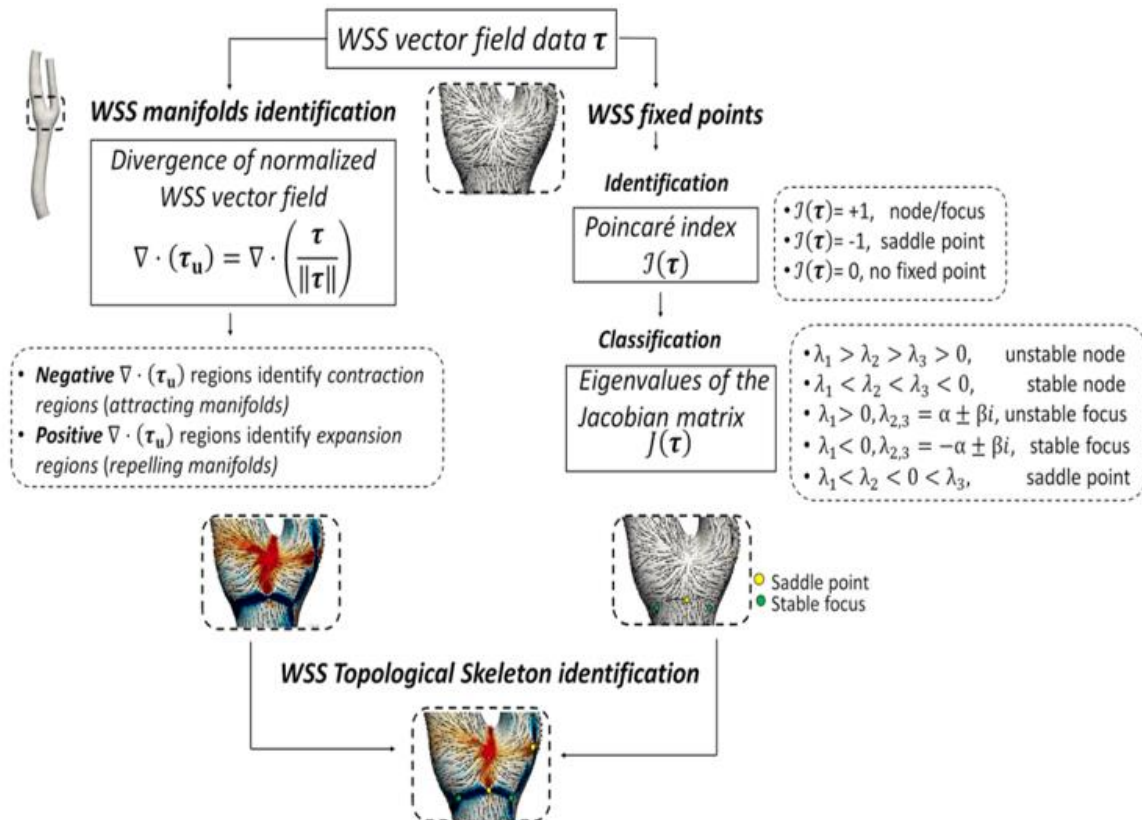 WSS vector field data τ
WSS manifolds identification
Divergence of normalized
WSS vector field
∇ · (τᵤ) = ∇ · (τ / ‖τ‖)
• Negative ∇ · (τᵤ) regions identify contraction
regions (attracting manifolds)
• Positive ∇ · (τᵤ) regions identify expansion
regions (repelling manifolds)
WSS fixed points
Identification
Poincaré index
ℐ(τ)
• ℐ(τ)= +1, node/focus
• ℐ(τ)= -1, saddle point
• ℐ(τ)= 0, no fixed point
Classification
Eigenvalues of the
Jacobian matrix
J(τ)
• λ₁ > λ₂ > λ₃ > 0, unstable node
• λ₁ < λ₂ < λ₃ < 0, stable node
• λ₁> 0, λ₂,₃ = α ± βi, unstable focus
• λ₁< 0, λ₂,₃ = −α ± βi, stable focus
• λ₁< λ₂ < 0 < λ₃, saddle point
Saddle point
Stable focus
WSS Topological Skeleton identification